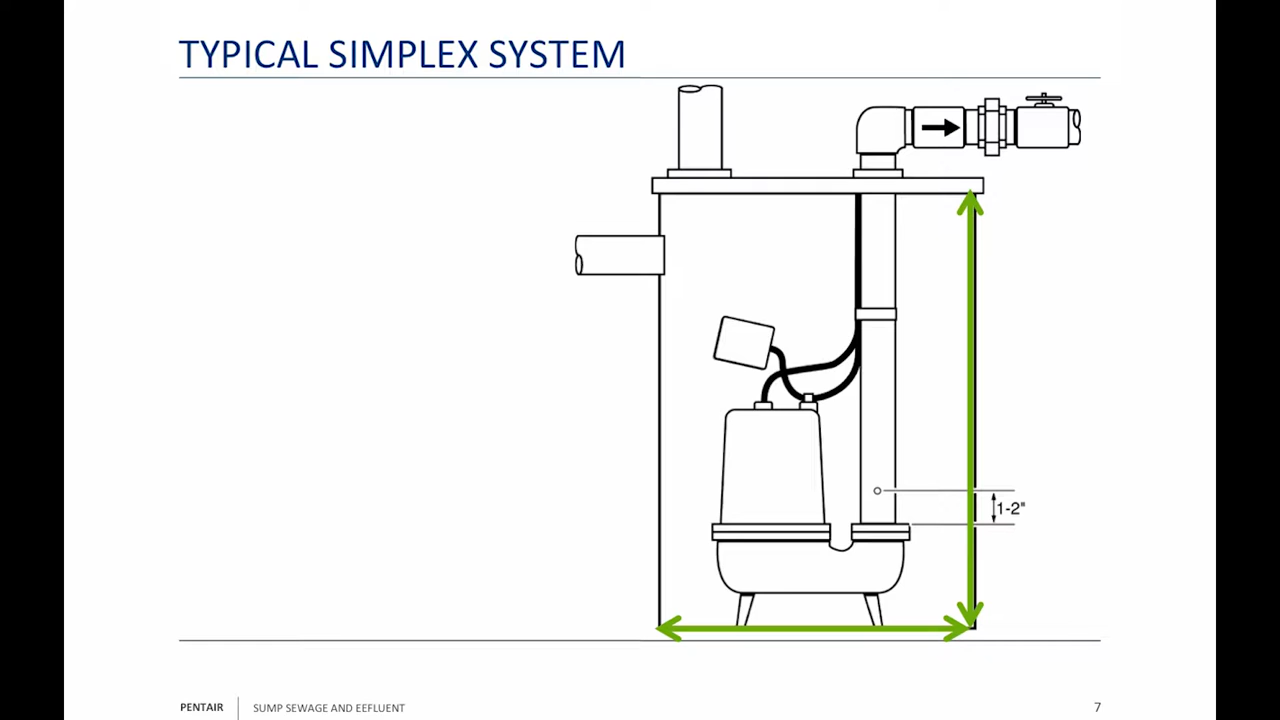 TYPICAL SIMPLEX SYSTEM
1-2"
PENTAIR
SUMP SEWAGE AND EEFLUENT
7